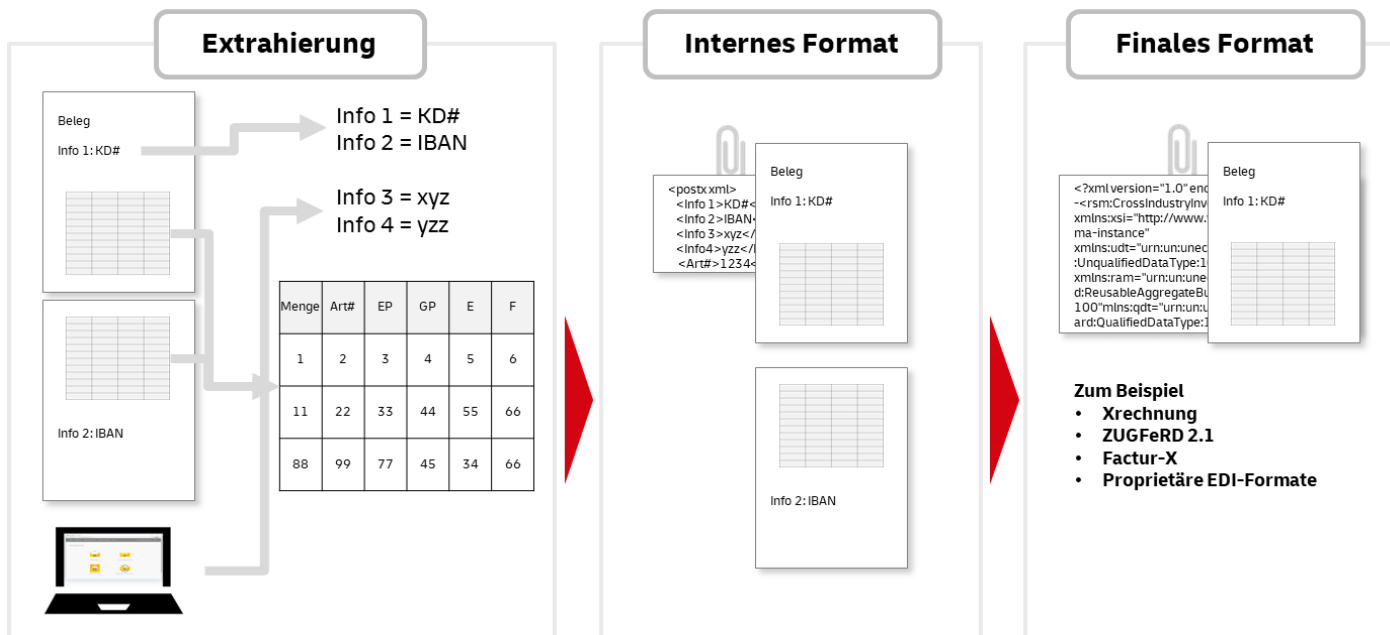 Extrahierung
Beleg
Info 1: KD#
Info 2: IBAN
Info 1 = KD#
Info 2 = IBAN
Info 3 = xyz
Info 4 = yzz
Menge Art# EP GP E F
1 2 3 4 5 6
11 22 33 44 55 66
88 99 77 45 34 66
Internes Format
<postx xml>
<Info 1>KD#<
<Info 2>IBAN<
<Info 3>xyz</
<Info4>yzz</
<Art#>1234<
Beleg
Info 1: KD#
Info 2: IBAN
Finales Format
<?xml version="1.0" enc
-<rsm:CrossIndustryInv
xmlns:xsi="http://www.
ma-instance"
xmlns:udt="urn:un:unec
:UnqualifiedDataType:1
xmlns:ram="urn:un:une
d:ReusableAggregateBu
100"mlns:qdt="urn:un:u
ard:QualifiedDataType:1
Beleg
Info 1: KD#
Zum Beispiel
• Xrechnung
• ZUGFeRD 2.1
• Factur-X
• Proprietäre EDI-Formate